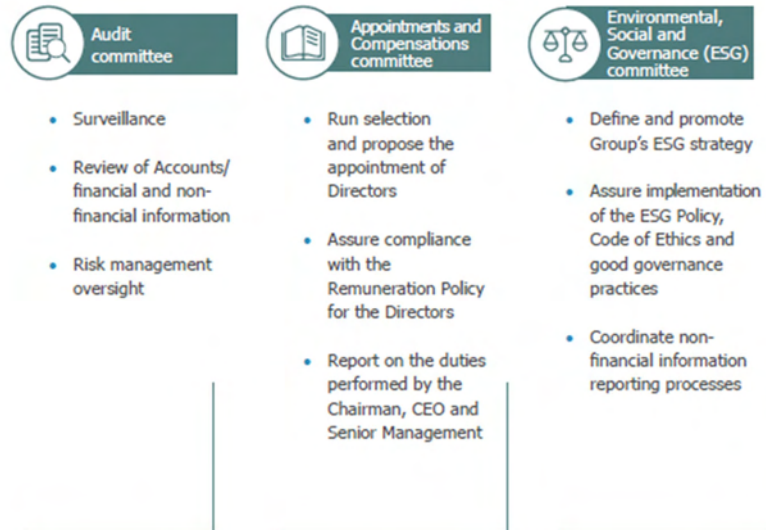 Audit
committee
• Surveillance
• Review of Accounts/
financial and non-
financial information
• Risk management
oversight
Appointments and
Compensations
committee
• Run selection
and propose the
appointment of
Directors
• Assure compliance
with the
Remuneration Policy
for the Directors
• Report on the duties
performed by the
Chairman, CEO and
Senior Management
Environmental,
Social and
Governance (ESG)
committee
• Define and promote
Group's ESG strategy
• Assure implementation
of the ESG Policy,
Code of Ethics and
good governance
practices
• Coordinate non-
financial information
reporting processes